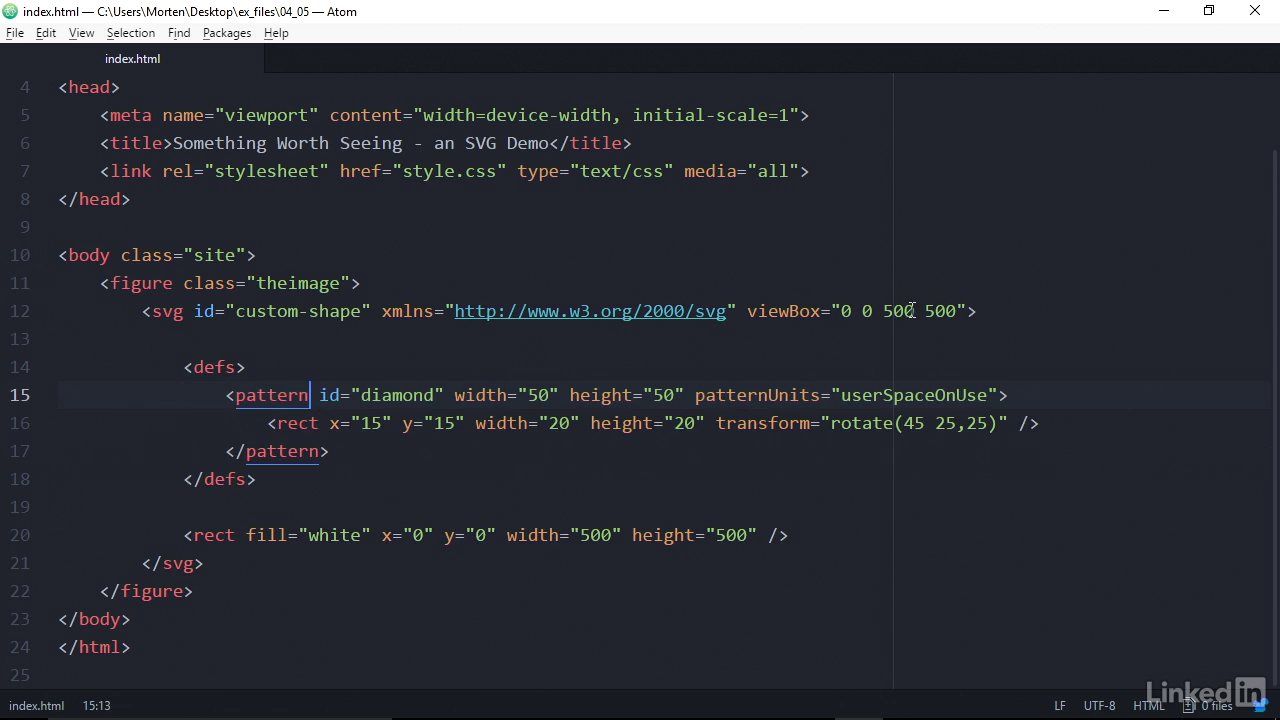 index.html — C:\Users\Morten\Desktop\ex_files\04_05 — Atom
File Edit View Selection Find Packages Help
index.html
4 <head>
5 <meta name="viewport" content="width=device-width, initial-scale=1">
6 <title>Something Worth Seeing - an SVG Demo</title>
7 <link rel="stylesheet" href="style.css" type="text/css" media="all">
8 </head>
9
10 <body class="site">
11 <figure class="theimage">
12 <svg id="custom-shape" xmlns="http://www.w3.org/2000/svg" viewBox="0 0 500 500">
13
14 <defs>
15 <pattern id="diamond" width="50" height="50" patternUnits="userSpaceOnUse">
16 <rect x="15" y="15" width="20" height="20" transform="rotate(45 25,25)" />
17 </pattern>
18 </defs>
19
20 <rect fill="white" x="0" y="0" width="500" height="500" />
21 </svg>
22 </figure>
23 </body>
24 </html>
25
index.html 15:13 LF UTF-8 HTML 0 files
Linked in